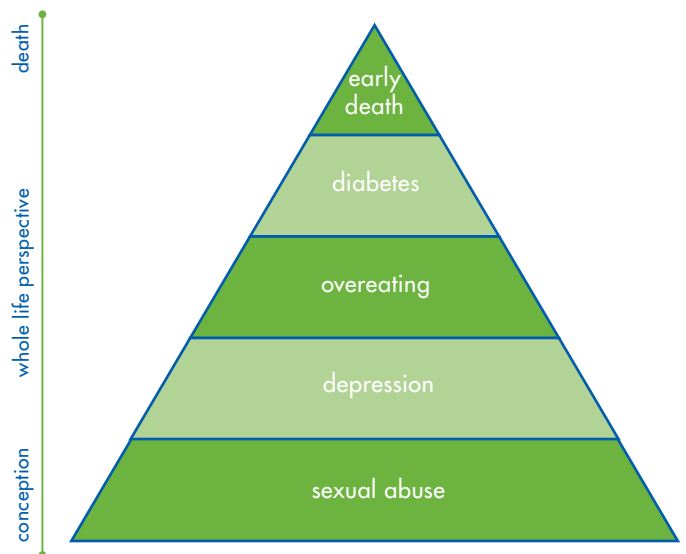 death
whole life perspective
conception
early
death
diabetes
overeating
depression
sexual abuse